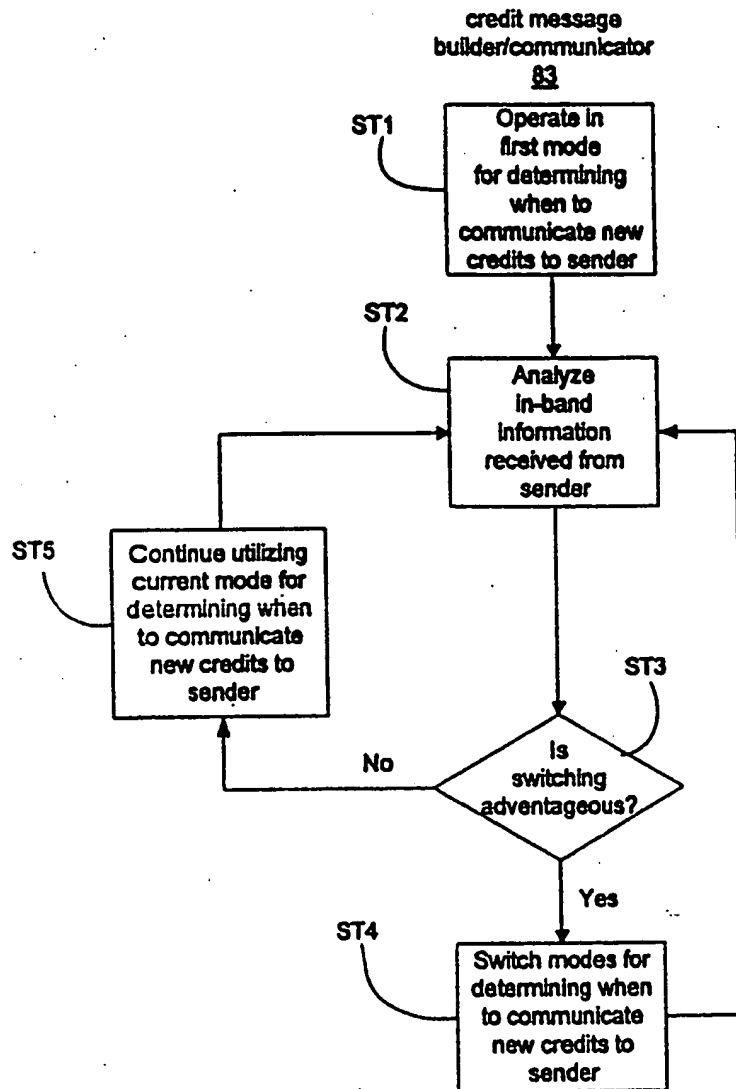 credit message
builder/communicator
83
ST1
Operate in
first mode
for determining
when to
communicate new
credits to sender
ST2
Analyze
in-band
information
received from
sender
ST5
Continue utilizing
current mode for
determining when
to communicate
new credits to
sender
ST3
Is
switching
adventageous?
No
Yes
ST4
Switch modes for
determining when
to communicate
new credits to
sender